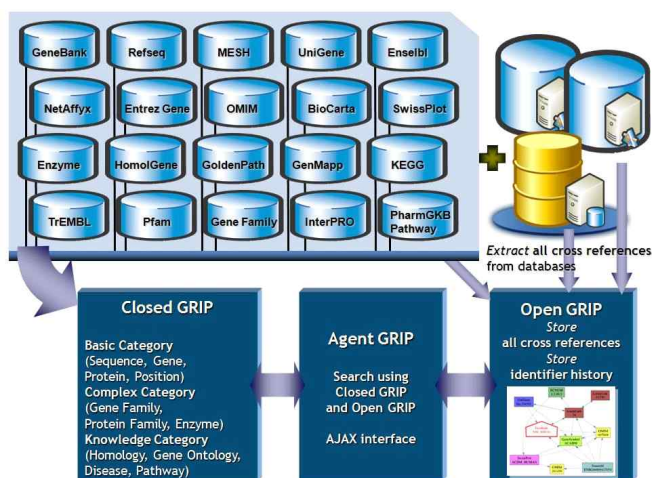 GeneBank Refseq MESH UniGene Enselbl
NetAffyx Entrez Gene OMIM BioCarta SwissPlot
Enzyme HomolGene GoldenPath GenMapp KEGG
TrEMBL Pfam Gene Family InterPRO PharmGKB
Pathway
Extract all cross references
from databases
Closed GRIP
Basic Category
(Sequence, Gene,
Protein, Position)
Complex Category
(Gene Family,
Protein Family, Enzyme)
Knowledge Category
(Homology, Gene Ontology,
Disease, Pathway)
Agent GRIP
Search using
Closed GRIP
and Open GRIP
AJAX interface
Open GRIP
Store
all cross references
Store
identifier history